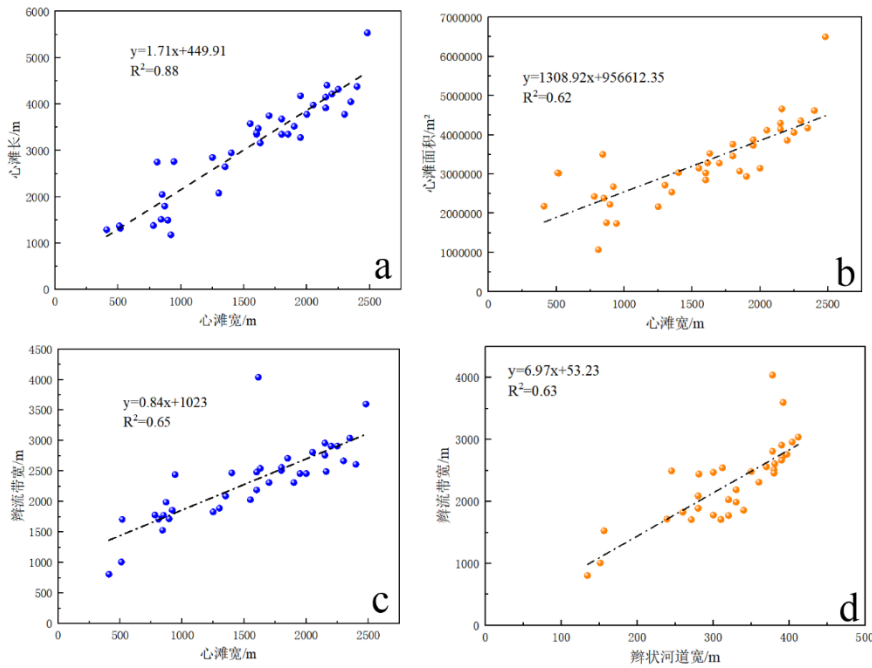 6000
5000
4000
3000
2000
1000
0
心滩长/m
y=1.71x+449.91
R²=0.88
a
0 500 1000 1500 2000 2500
心滩宽/m
7000000
6000000
5000000
4000000
3000000
2000000
1000000
0
心滩面积/m²
y=1308.92x+956612.35
R²=0.62
b
0 500 1000 1500 2000 2500
心滩宽/m
4500
4000
3500
3000
2500
2000
1500
1000
500
0
辫流带宽/m
y=0.84x+1023
R²=0.65
c
0 500 1000 1500 2000 2500
心滩宽/m
4000
3000
2000
1000
0
辫流带宽/m
y=6.97x+53.23
R²=0.63
d
0 100 200 300 400 500
辫状河道宽/m